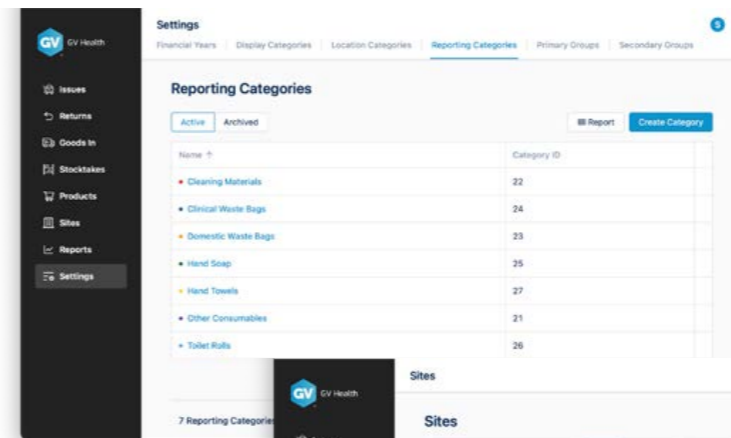 GV GV Health
Issues
Returns
Goods In
Stocktakes
Products
Sites
Reports
Settings
Settings
S
Financial Years Display Categories Location Categories Reporting Categories Primary Groups Secondary Groups
Reporting Categories
Active Archived Report Create Category
Name Category ID
Cleaning Materials 22
Clinical Waste Bags 24
Domestic Waste Bags 23
Hand Soap 25
Hand Towels 27
Other Consumables 21
Toilet Rolls 26
7 Reporting Categorie
GV GV Health
Sites
Sites